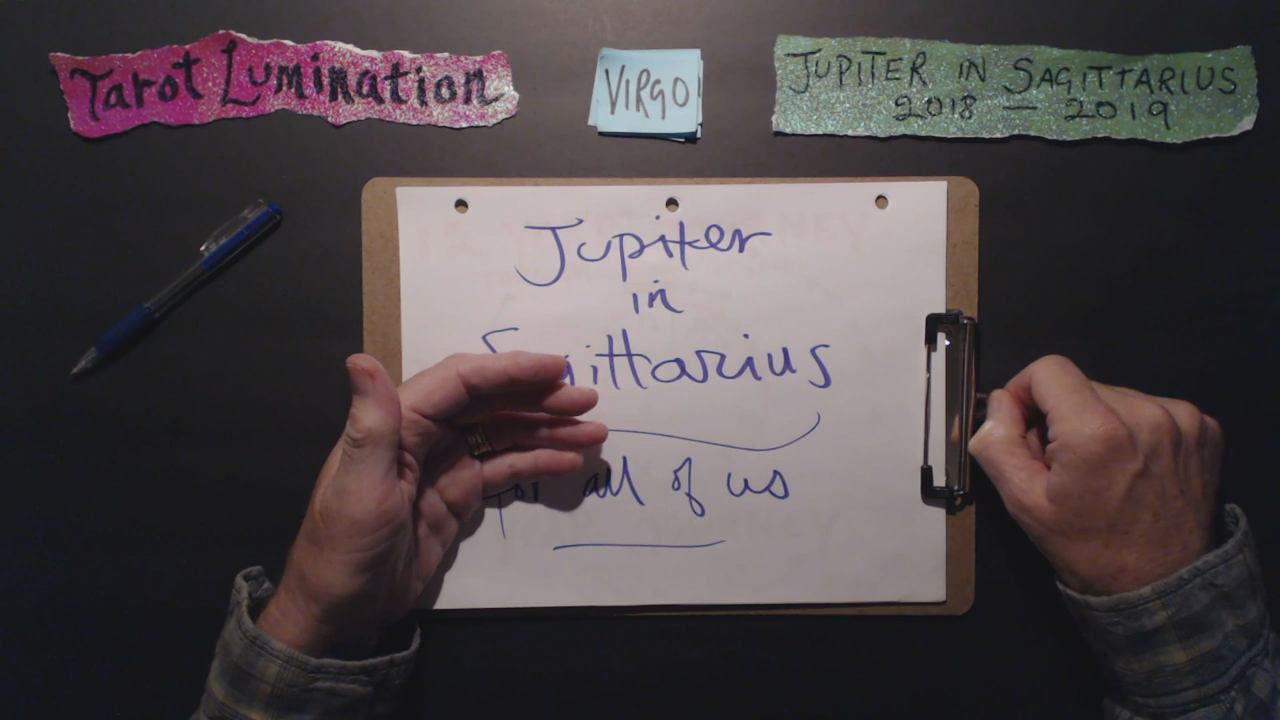 Tarot Lumination
VIRGO
JUPITER IN SAGITTARIUS
2018 — 2019
Jupiter
in
Sagittarius
for all of us